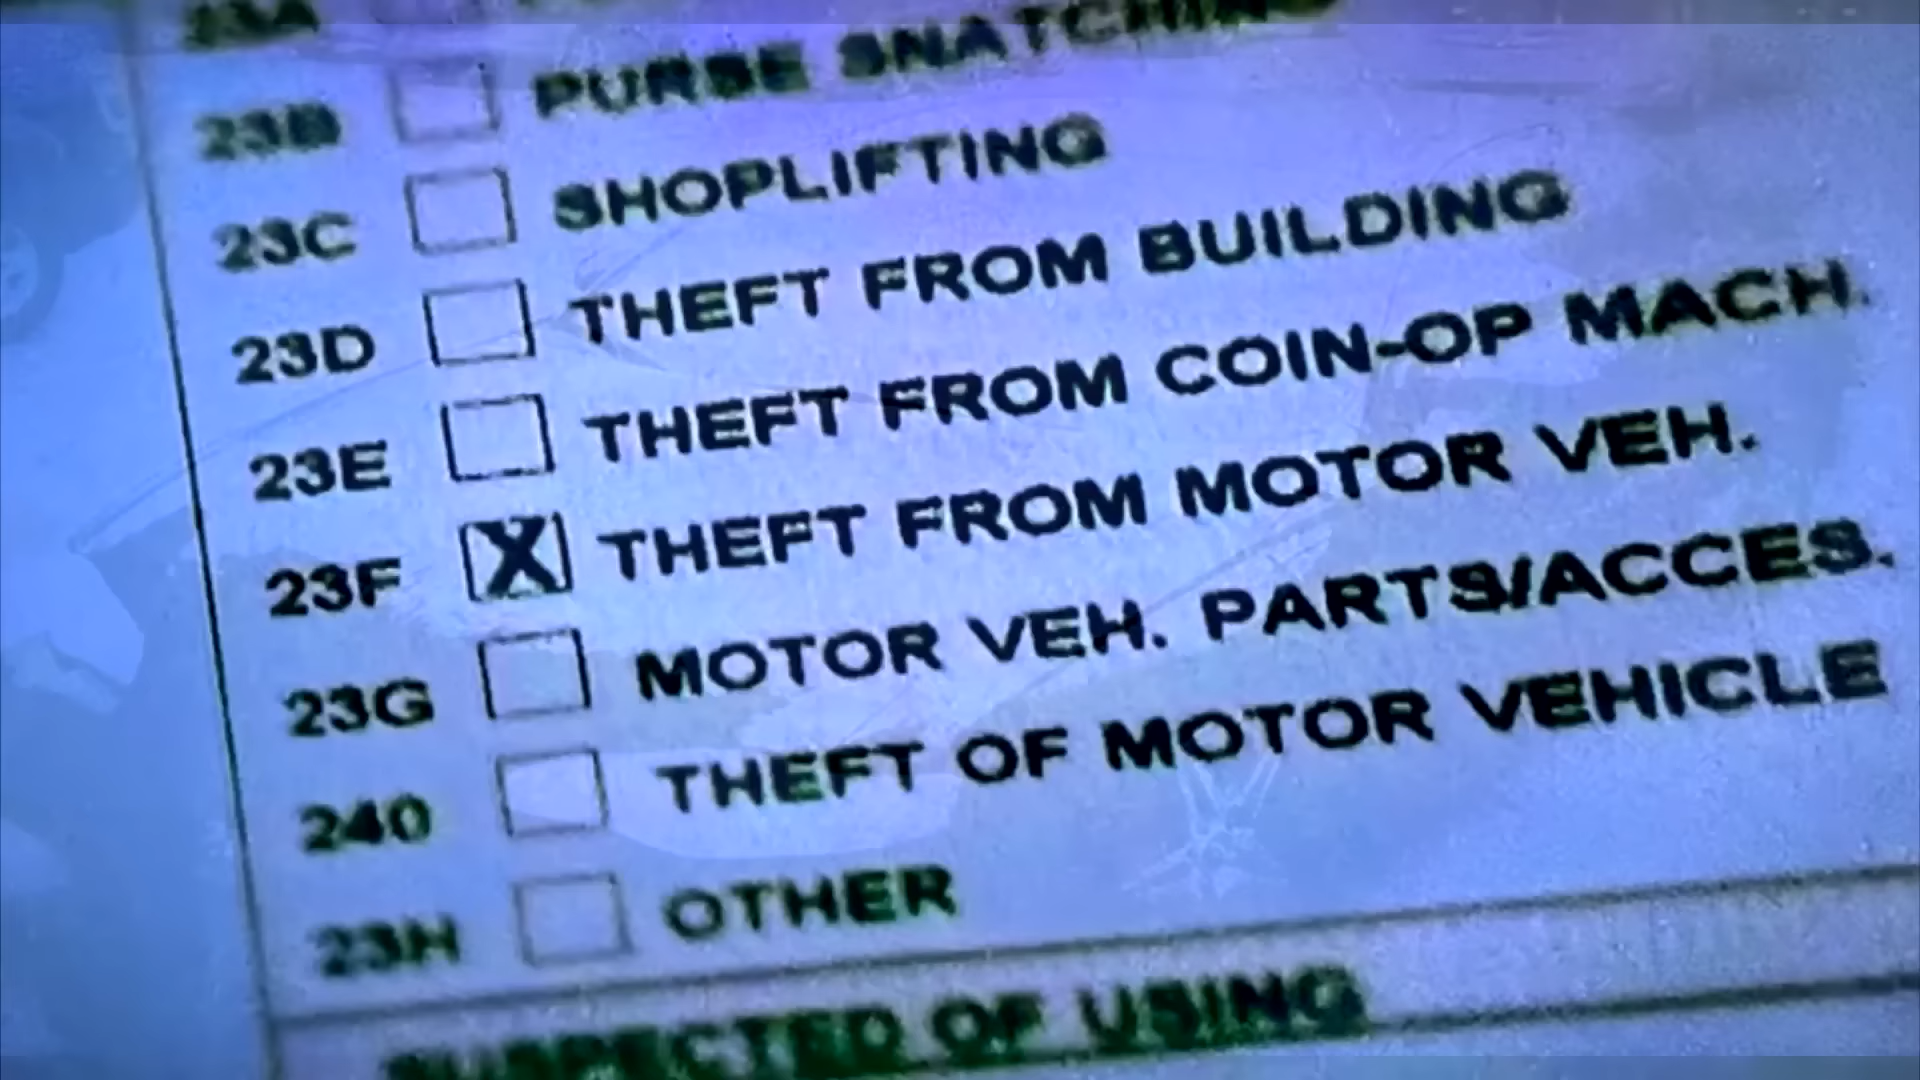 23A
23B PURSE SNATCHING
23C SHOPLIFTING
23D THEFT FROM BUILDING
23E THEFT FROM COIN-OP MACH.
23F X THEFT FROM MOTOR VEH.
23G MOTOR VEH. PARTS/ACCES.
240 THEFT OF MOTOR VEHICLE
23H OTHER
SUSPECTED OF USING